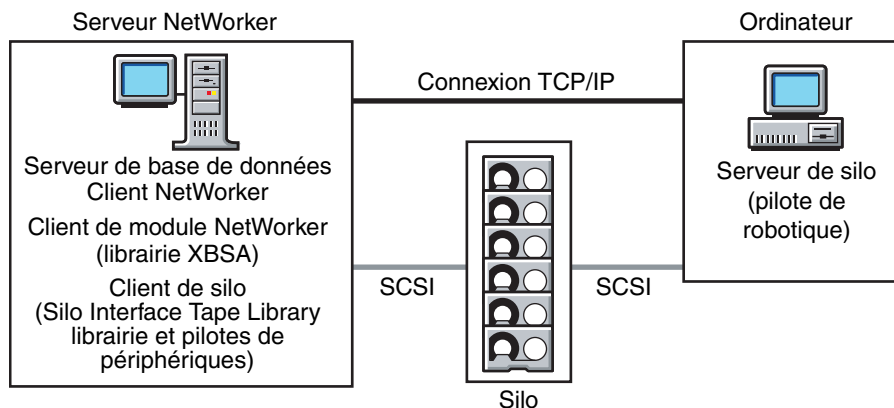 Serveur NetWorker
Ordinateur
Connexion TCP/IP
Serveur de base de données
Client NetWorker
Client de module NetWorker
(librairie XBSA)
Client de silo
(Silo Interface Tape Library
librairie et pilotes de
périphériques)
SCSI
SCSI
Serveur de silo
(pilote de
robotique)
Silo